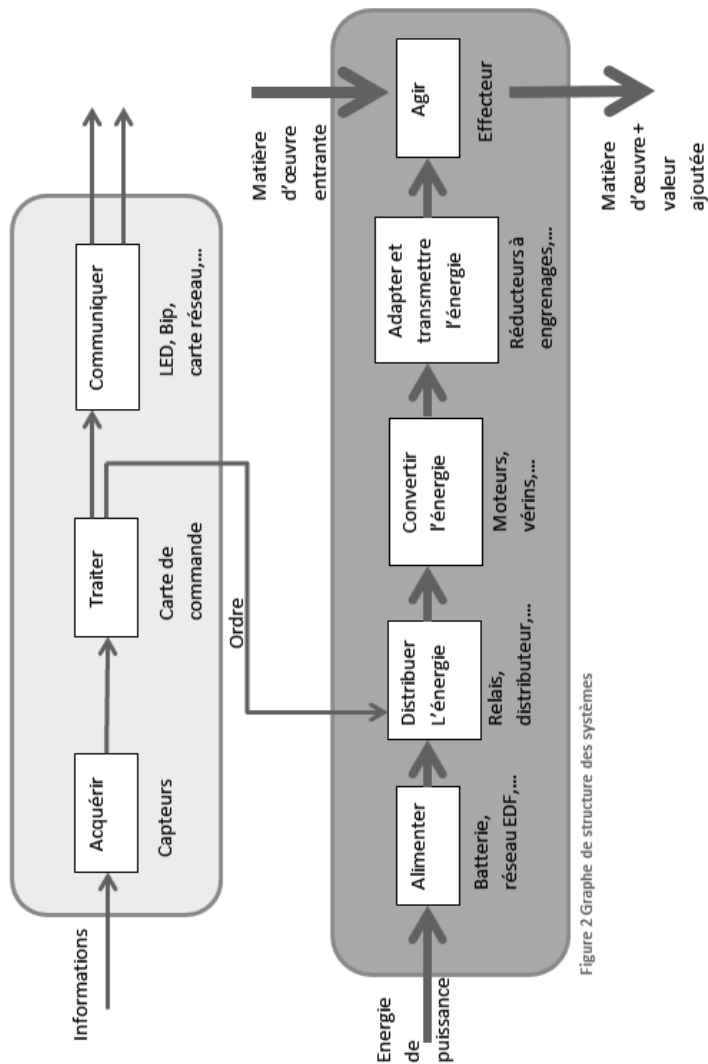 Informations
Acquérir
Capteurs
Traiter
Carte de
commande
Communiquer
LED, Bip,
carte réseau,...
Ordre
Energie
de
puissance
Alimenter
Batterie,
réseau EDF,...
Distribuer
L'énergie
Relais,
distributeur,...
Convertir
l'énergie
Moteurs,
vérins,...
Adapter et
transmettre
l'énergie
Réducteurs à
engrenages,...
Matière
d'œuvre
entrante
Agir
Effecteur
Matière
d'œuvre+
valeur
ajoutée
Figure 2 Graphe de structure des systèmes